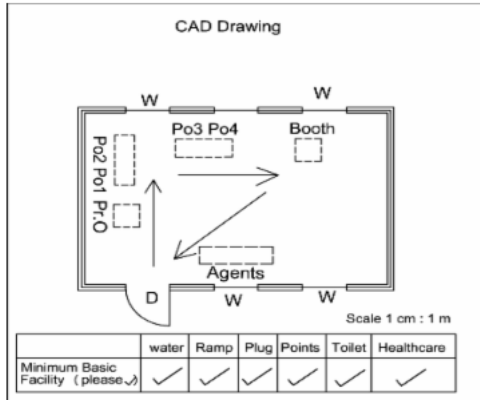 CAD Drawing
W
W
Po3 Po4
Booth
Po2 Po1 Pr.O
Agents
D
W
W
Scale 1 cm : 1 m
water Ramp Plug Points Toilet Healthcare
Minimum Basic
Facility ( please ✓)
✓ ✓ ✓ ✓ ✓ ✓